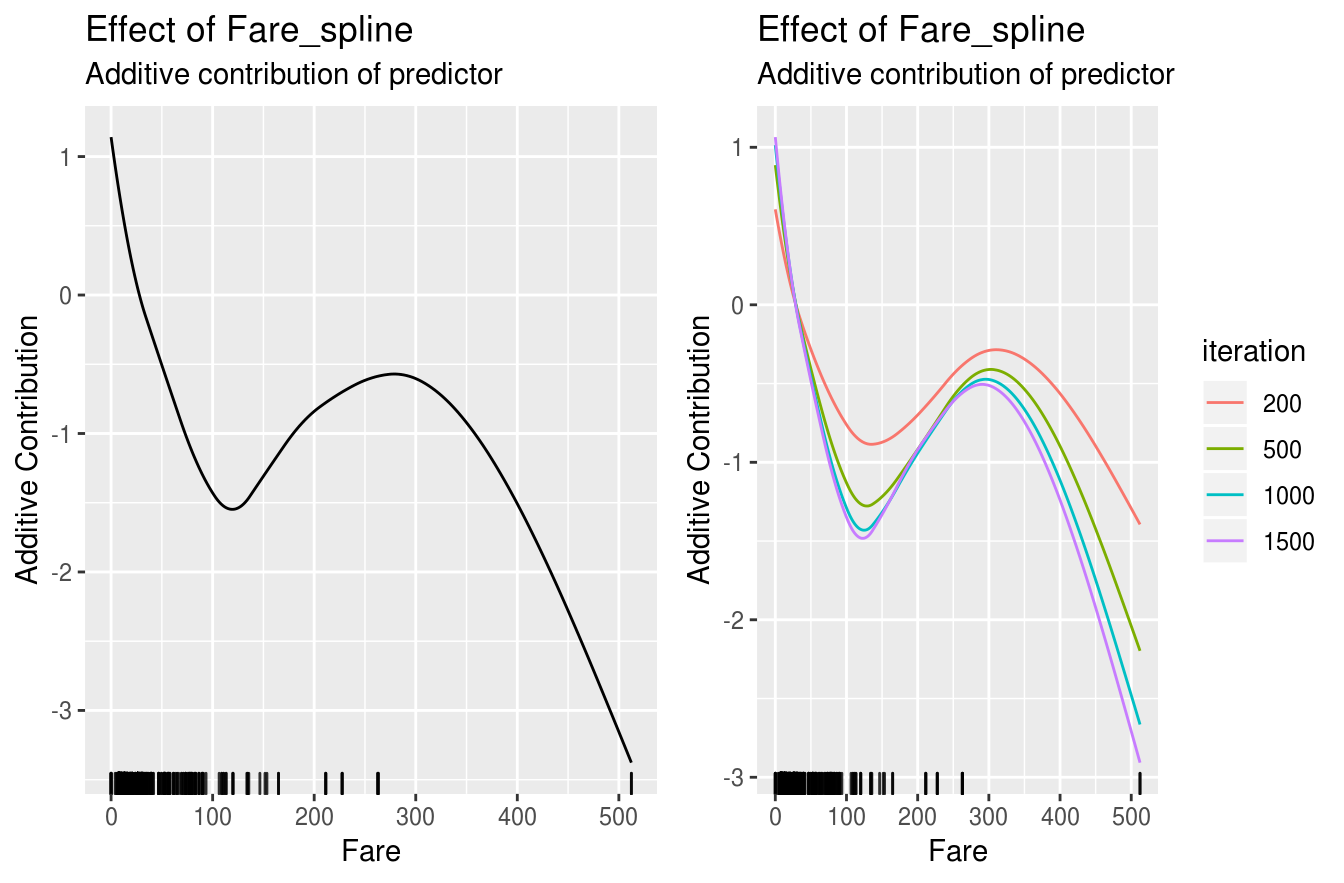 Effect of Fare_spline
Additive contribution of predictor
Additive Contribution
1
0
-1
-2
-3
0 100 200 300 400 500
Fare
Effect of Fare_spline
Additive contribution of predictor
Additive Contribution
1
0
-1
-2
-3
0 100 200 300 400 500
Fare
iteration
200
500
1000
1500